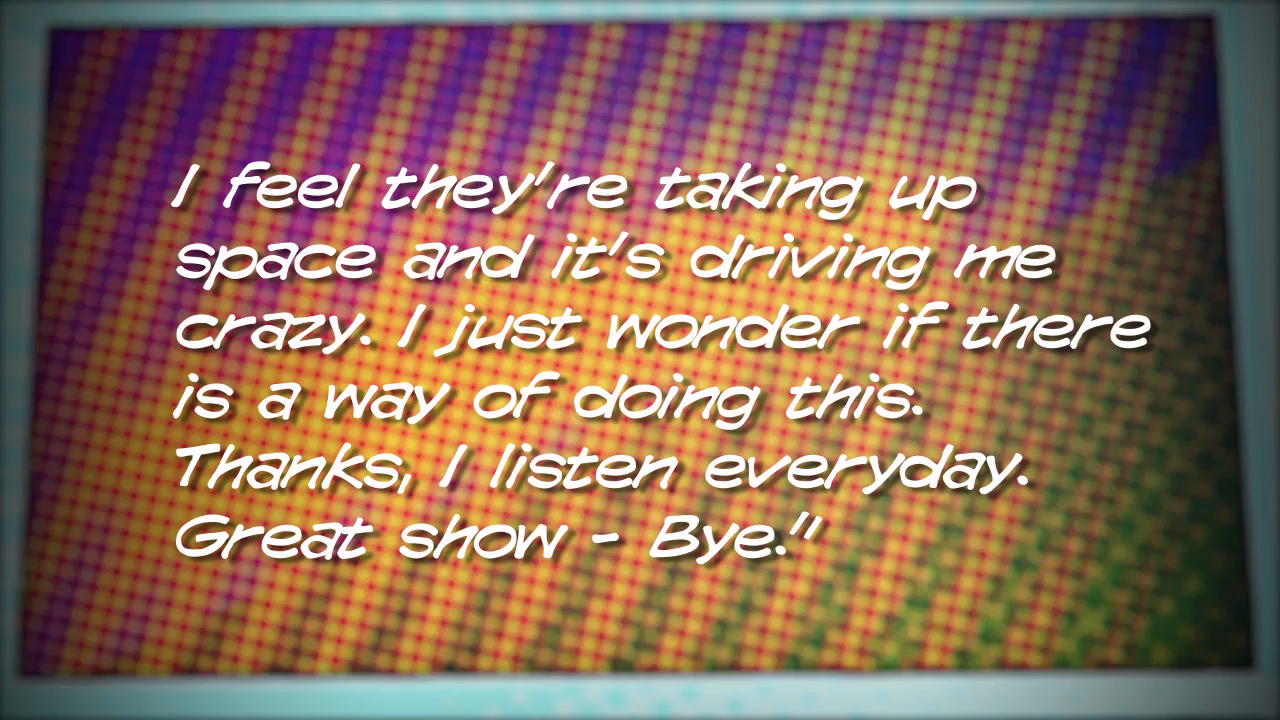 I feel they're taking up
space and it's driving me
crazy. I just wonder if there
is a way of doing this.
Thanks, I listen everyday.
Great show - Bye."